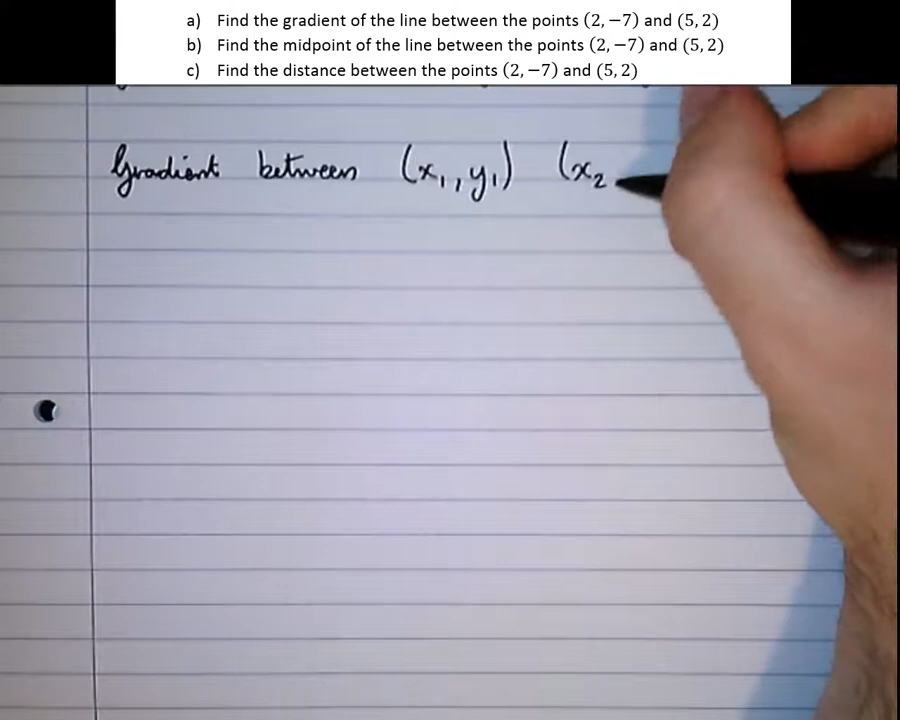 a) Find the gradient of the line between the points (2, −7) and (5, 2)
b) Find the midpoint of the line between the points (2, −7) and (5, 2)
c) Find the distance between the points (2, −7) and (5, 2)
Gradient between (x₁, y₁) (x₂